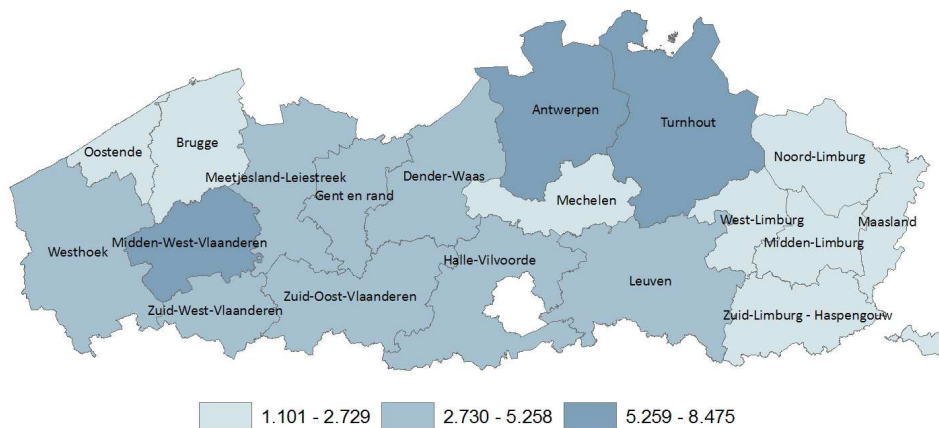 Antwerpen
Turnhout
Brugge
Oostende
Noord-Limburg
Meetjesland-Leiestreek
Dender-Waas
Gent en rand
Mechelen
West-Limburg
Maasland
Midden-West-Vlaanderen
Midden-Limburg
Westhoek
Halle-Vilvoorde
Leuven
Zuid-Oost-Vlaanderen
Zuid-West-Vlaanderen
Zuid-Limburg - Haspengouw
1.101 - 2.729 2.730 - 5.258 5.259 - 8.475